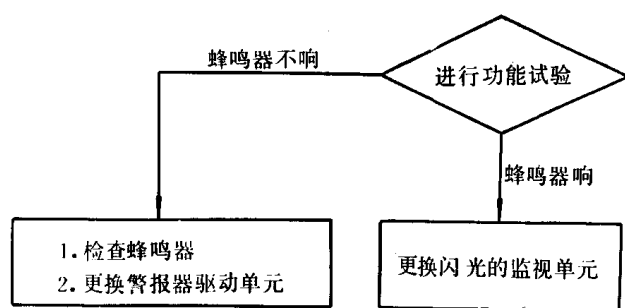 进行功能试验
蜂鸣器不响
蜂鸣器响
1.检查蜂鸣器
2.更换警报器驱动单元
更换闪光的监视单元